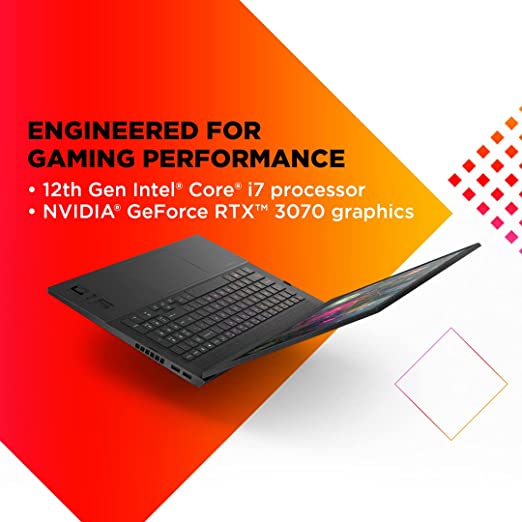 ENGINEERED FOR
GAMING PERFORMANCE
• 12th Gen Intel® Core® i7 processor
• NVIDIA® GeForce RTX™ 3070 graphics